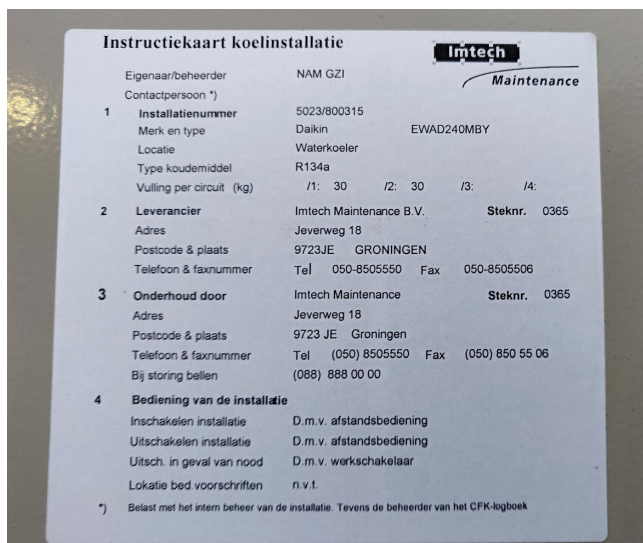 Instructiekaart koelinstallatie
Imtech
Maintenance
Eigenaar/beheerder NAM GZI
Contactpersoon *)
1 Installatienummer 5023/800315
Merk en type Daikin EWAD240MBY
Locatie Waterkoeler
Type koudemiddel R134a
Vulling per circuit (kg) /1: 30 /2: 30 /3: /4:
2 Leverancier Imtech Maintenance B.V. Steknr. 0365
Adres Jeverweg 18
Postcode & plaats 9723JE GRONINGEN
Telefoon & faxnummer Tel 050-8505550 Fax 050-8505506
3 Onderhoud door Imtech Maintenance Steknr. 0365
Adres Jeverweg 18
Postcode & plaats 9723 JE Groningen
Telefoon & faxnummer Tel (050) 8505550 Fax (050) 850 55 06
Bij storing bellen (088) 888 00 00
4 Bediening van de installatie
Inschakelen installatie D.m.v. afstandsbediening
Uitschakelen installatie D.m.v. afstandsbediening
Uitsch. in geval van nood D.m.v. werkschakelaar
Lokatie bed.voorschriften n.v.t.
*) Belast met het intern beheer van de installatie. Tevens de beheerder van het CFK-logboek